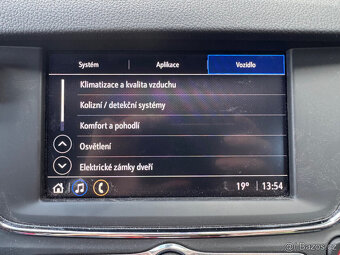 Systém Aplikace Vozidlo
Klimatizace a kvalita vzduchu
Kolizní / detekční systémy
Komfort a pohodlí
Osvětlení
Elektrické zámky dveří
19° 13:54